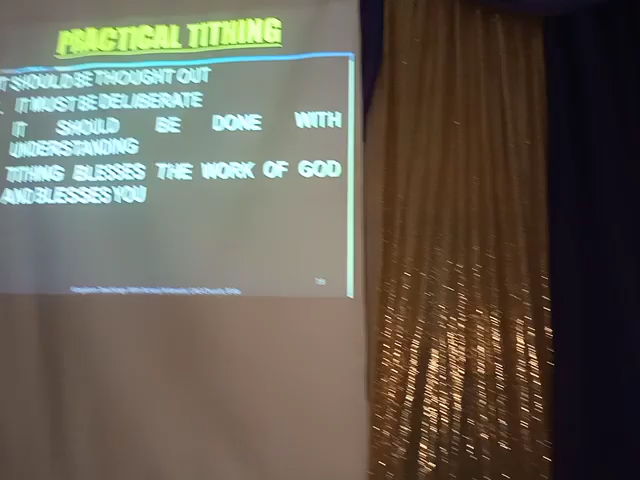 PRACTICAL TITHING
IT SHOULD BE THOUGHT OUT
IT MUST BE DELIBERATE
IT SHOULD BE DONE WITH
UNDERSTANDING
TITHING BLESSES THE WORK OF GOD
AND BLESSES YOU